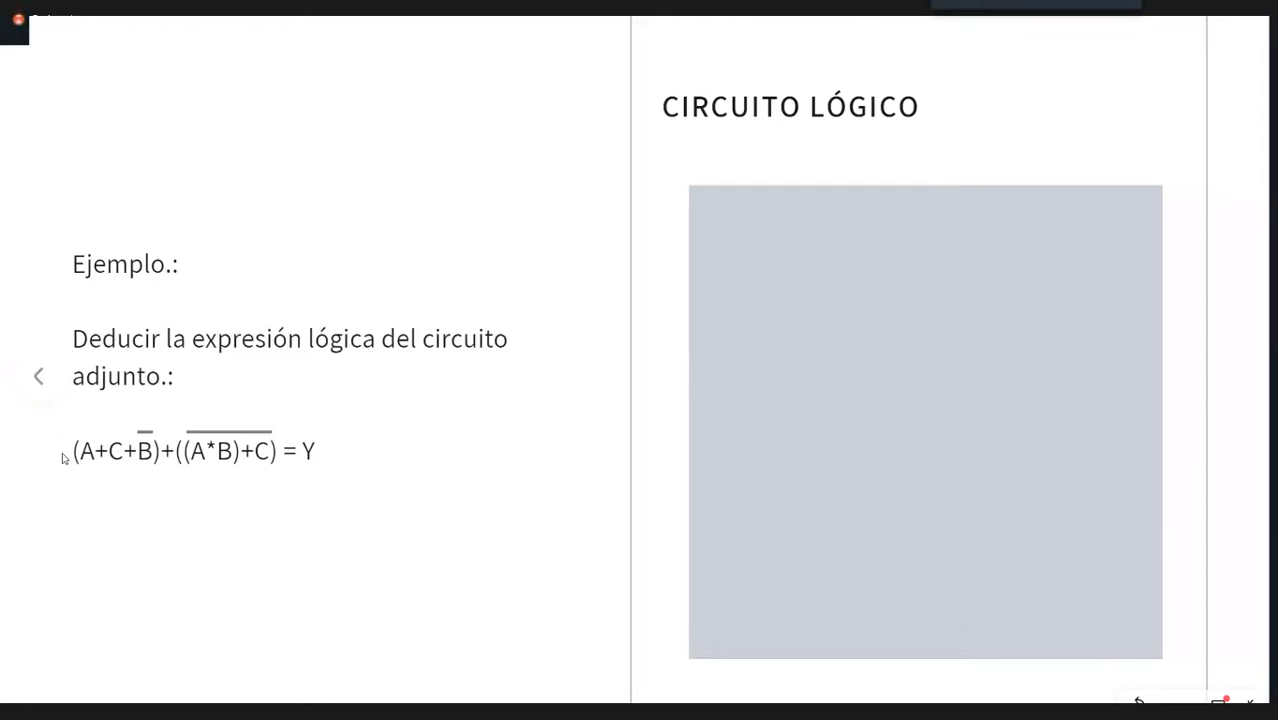 CIRCUITO LÓGICO
Ejemplo.:
Deducir la expresión lógica del circuito
adjunto.:
(A+C+B̅)+((A̅*̅B̅)̅+̅C̅) = Y